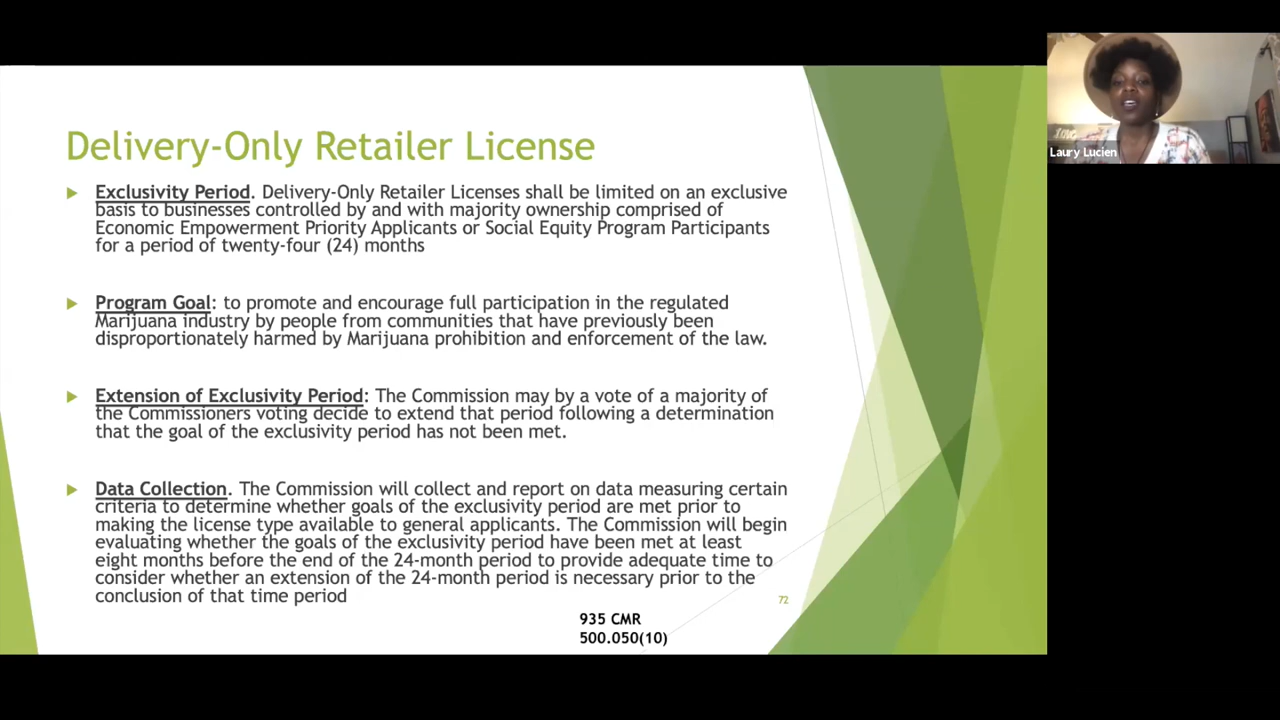 Delivery-Only Retailer License
Exclusivity Period. Delivery-Only Retailer Licenses shall be limited on an exclusive
basis to businesses controlled by and with majority ownership comprised of
Economic Empowerment Priority Applicants or Social Equity Program Participants
for a period of twenty-four (24) months
Program Goal: to promote and encourage full participation in the regulated
Marijuana industry by people from communities that have previously been
disproportionately harmed by Marijuana prohibition and enforcement of the law.
Extension of Exclusivity Period: The Commission may by a vote of a majority of
the Commissioners voting decide to extend that period following a determination
that the goal of the exclusivity period has not been met.
Data Collection. The Commission will collect and report on data measuring certain
criteria to determine whether goals of the exclusivity period are met prior to
making the license type available to general applicants. The Commission will begin
evaluating whether the goals of the exclusivity period have been met at least
eight months before the end of the 24-month period to provide adequate time to
consider whether an extension of the 24-month period is necessary prior to the
conclusion of that time period
72
935 CMR
500.050(10)
LOVE
Laury Lucien